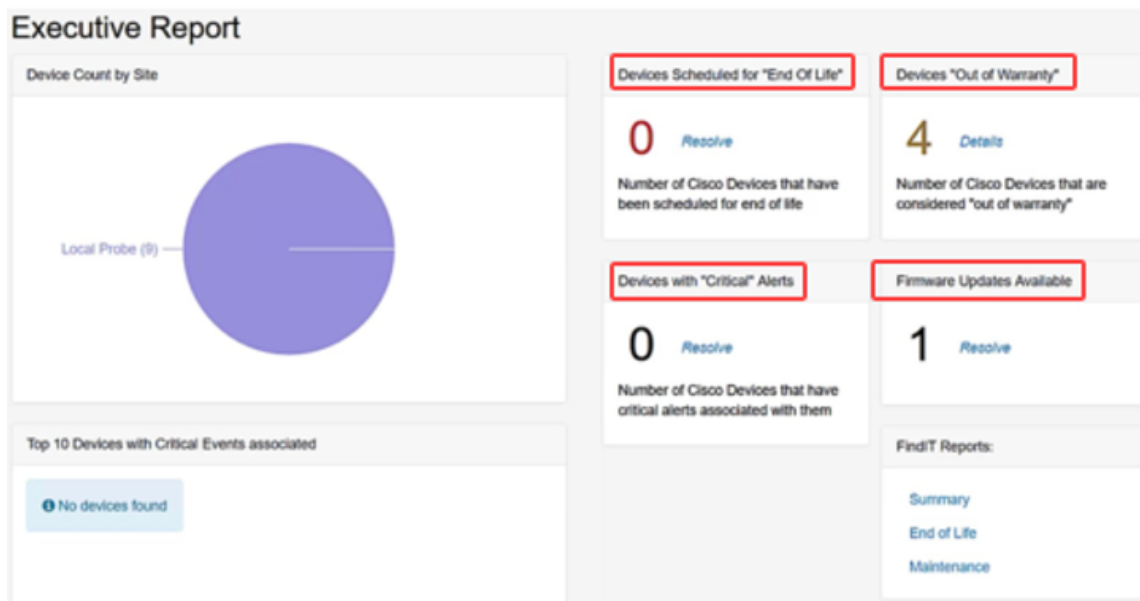 Executive Report
Device Count by Site
Local Probe (9)
Top 10 Devices with Critical Events associated
No devices found
Devices Scheduled for "End Of Life"
0 Resolve
Number of Cisco Devices that have
been scheduled for end of life
Devices "Out of Warranty"
4 Details
Number of Cisco Devices that are
considered "out of warranty"
Devices with "Critical" Alerts
0 Resolve
Number of Cisco Devices that have
critical alerts associated with them
Firmware Updates Available
1 Resolve
FindIT Reports:
Summary
End of Life
Maintenance